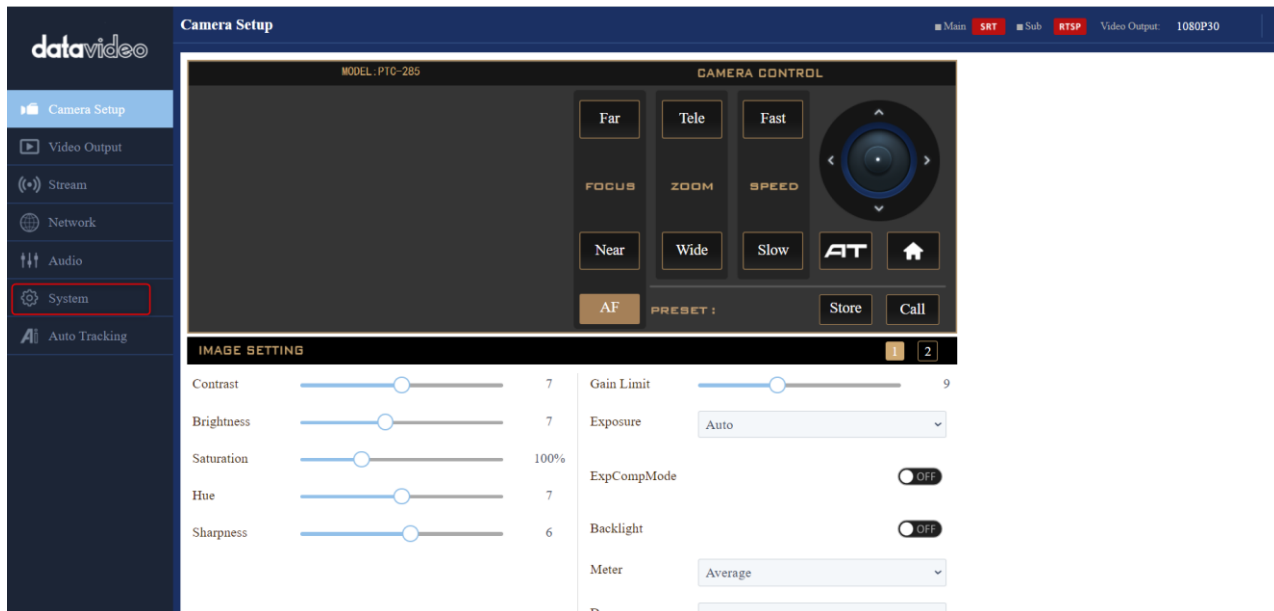 datavideo
Camera Setup
Main SRT Sub RTSP Video Output: 1080P30
Camera Setup
Video Output
Stream
Network
Audio
System
Auto Tracking
MODEL:PTC-285
CAMERA CONTROL
Far Tele Fast
FOCUS ZOOM SPEED
Near Wide Slow AT
AF PRESET: Store Call
IMAGE SETTING 1 2
Contrast 7
Brightness 7
Saturation 100%
Hue 7
Sharpness 6
Gain Limit 9
Exposure Auto
ExpCompMode OFF
Backlight OFF
Meter Average